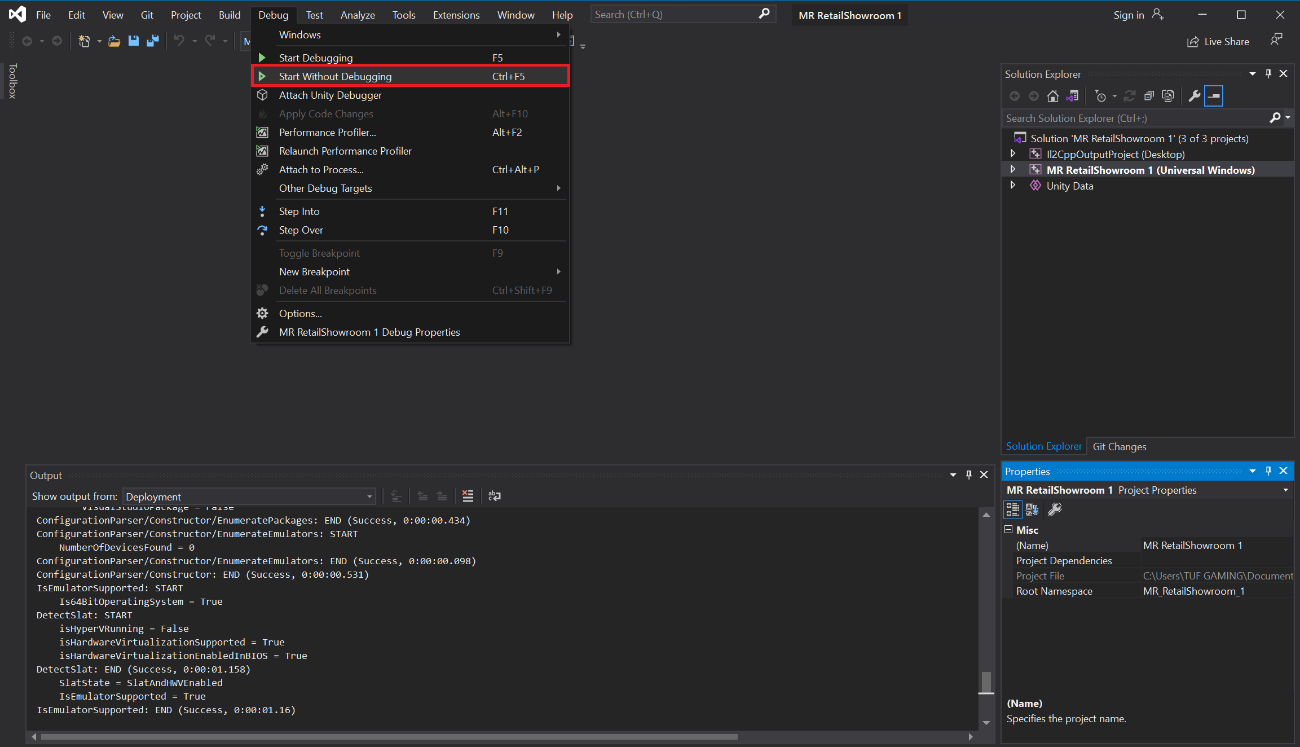 File Edit View Git Project Build Debug Test Analyze Tools Extensions Window Help Search (Ctrl+Q) MR RetailShowroom 1 Sign in
Live Share
Toolbox
Windows
Start Debugging F5
Start Without Debugging Ctrl+F5
Attach Unity Debugger
Apply Code Changes Alt+F10
Performance Profiler... Alt+F2
Relaunch Performance Profiler
Attach to Process... Ctrl+Alt+P
Other Debug Targets
Step Into F11
Step Over F10
Toggle Breakpoint F9
New Breakpoint
Delete All Breakpoints Ctrl+Shift+F9
Options...
MR RetailShowroom 1 Debug Properties
Solution Explorer
Search Solution Explorer (Ctrl+;)
Solution 'MR RetailShowroom 1' (3 of 3 projects)
Il2CppOutputProject (Desktop)
MR RetailShowroom 1 (Universal Windows)
Unity Data
Solution Explorer Git Changes
Output
Show output from: Deployment
VisualStudioPackage = False
ConfigurationParser/Constructor/EnumeratePackages: END (Success, 0:00:00.434)
ConfigurationParser/Constructor/EnumerateEmulators: START
NumberOfDevicesFound = 0
ConfigurationParser/Constructor/EnumerateEmulators: END (Success, 0:00:00.098)
ConfigurationParser/Constructor: END (Success, 0:00:00.531)
IsEmulatorSupported: START
Is64BitOperatingSystem = True
DetectSlat: START
isHyperVRunning = False
isHardwareVirtualizationSupported = True
isHardwareVirtualizationEnabledInBIOS = True
DetectSlat: END (Success, 0:00:01.158)
SlatState = SlatAndHWVEnabled
IsEmulatorSupported = True
IsEmulatorSupported: END (Success, 0:00:01.16)
Properties
MR RetailShowroom 1 Project Properties
Misc
(Name) MR RetailShowroom 1
Project Dependencies
Project File C:\Users\TUF GAMING\Document
Root Namespace MR_RetailShowroom_1
(Name)
Specifies the project name.